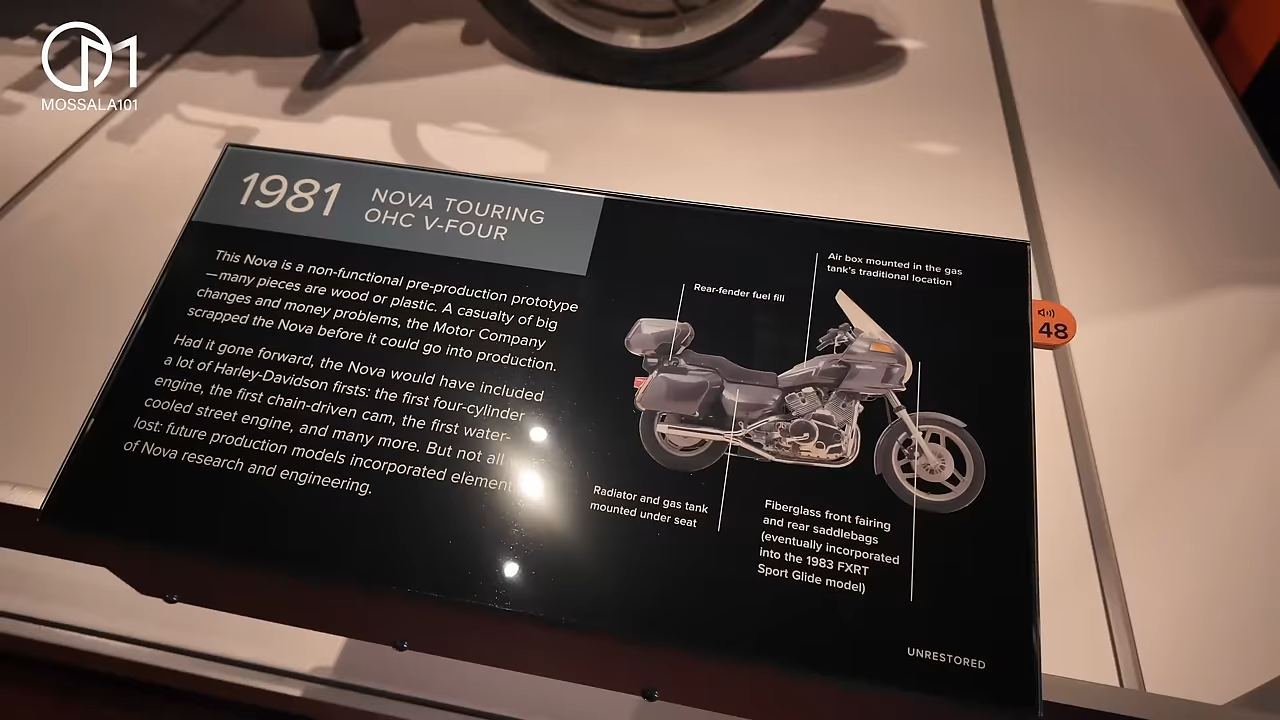 MOSSALA101
1981
NOVA TOURING
OHC V-FOUR
This Nova is a non-functional pre-production prototype
—many pieces are wood or plastic. A casualty of big
changes and money problems, the Motor Company
scrapped the Nova before it could go into production.
Had it gone forward, the Nova would have included
a lot of Harley-Davidson firsts: the first four-cylinder
engine, the first chain-driven cam, the first water-
cooled street engine, and many more. But not all
lost: future production models incorporated element
of Nova research and engineering.
Rear-fender fuel fill
Air box mounted in the gas
tank's traditional location
Radiator and gas tank
mounted under seat
Fiberglass front fairing
and rear saddlebags
(eventually incorporated
into the 1983 FXRT
Sport Glide model)
UNRESTORED
48